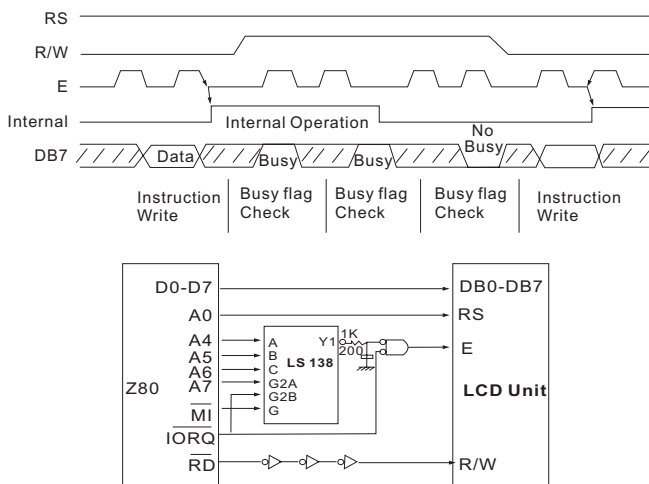 RS
R/W
E
Internal
Internal Operation
No
Busy
DB7
Data
Busy
Busy
Instruction
Write
Busy flag
Check
Busy flag
Check
Busy flag
Check
Instruction
Write
D0-D7
DB0-DB7
A0
RS
A4
A
Y1
1K
A5
B
200
E
A6
C
LS 138
A7
G2A
Z80
G2B
LCD Unit
MI
G
IORQ
RD
R/W